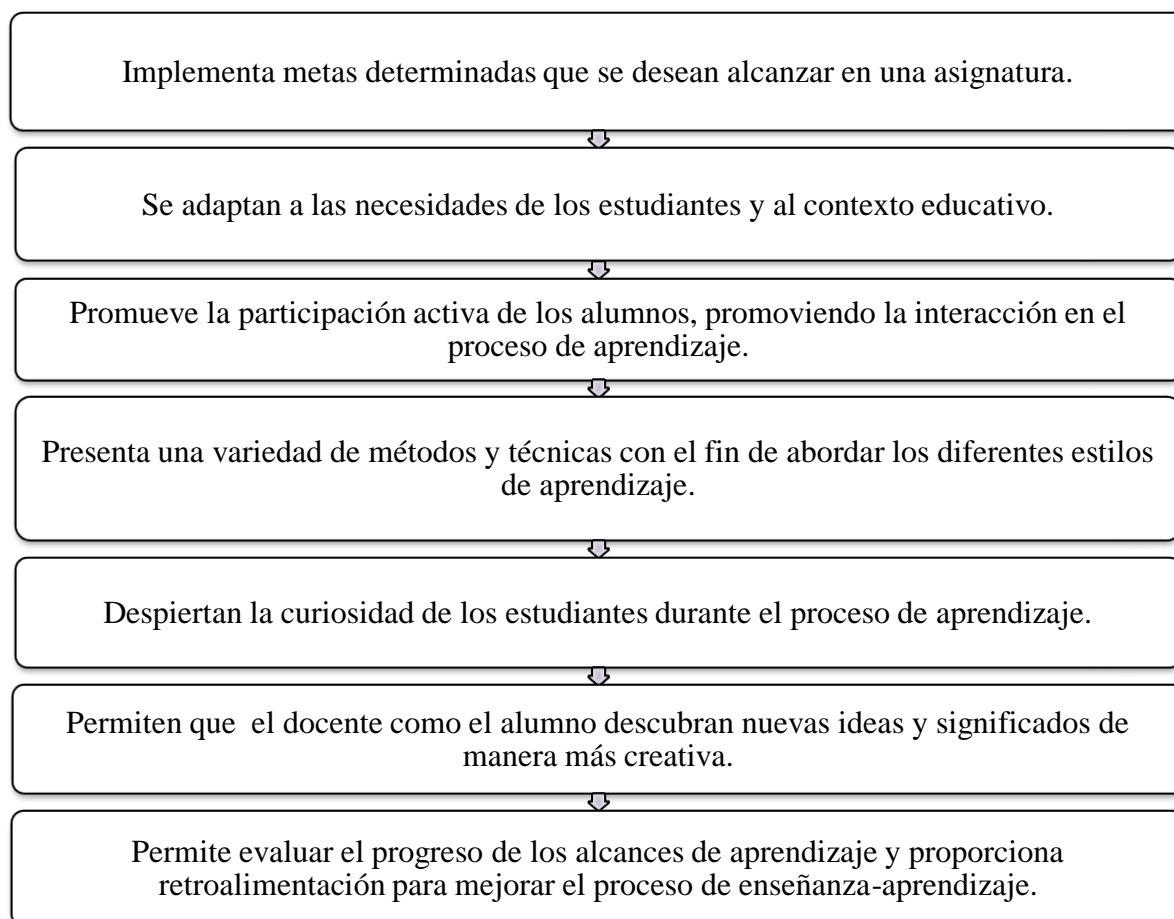 Implementa metas determinadas que se desean alcanzar en una asignatura.
Se adaptan a las necesidades de los estudiantes y al contexto educativo.
Promueve la participación activa de los alumnos, promoviendo la interacción en el
proceso de aprendizaje.
Presenta una variedad de métodos y técnicas con el fin de abordar los diferentes estilos
de aprendizaje.
Despiertan la curiosidad de los estudiantes durante el proceso de aprendizaje.
Permiten que  el docente como el alumno descubran nuevas ideas y significados de
manera más creativa.
Permite evaluar el progreso de los alcances de aprendizaje y proporciona
retroalimentación para mejorar el proceso de enseñanza-aprendizaje.